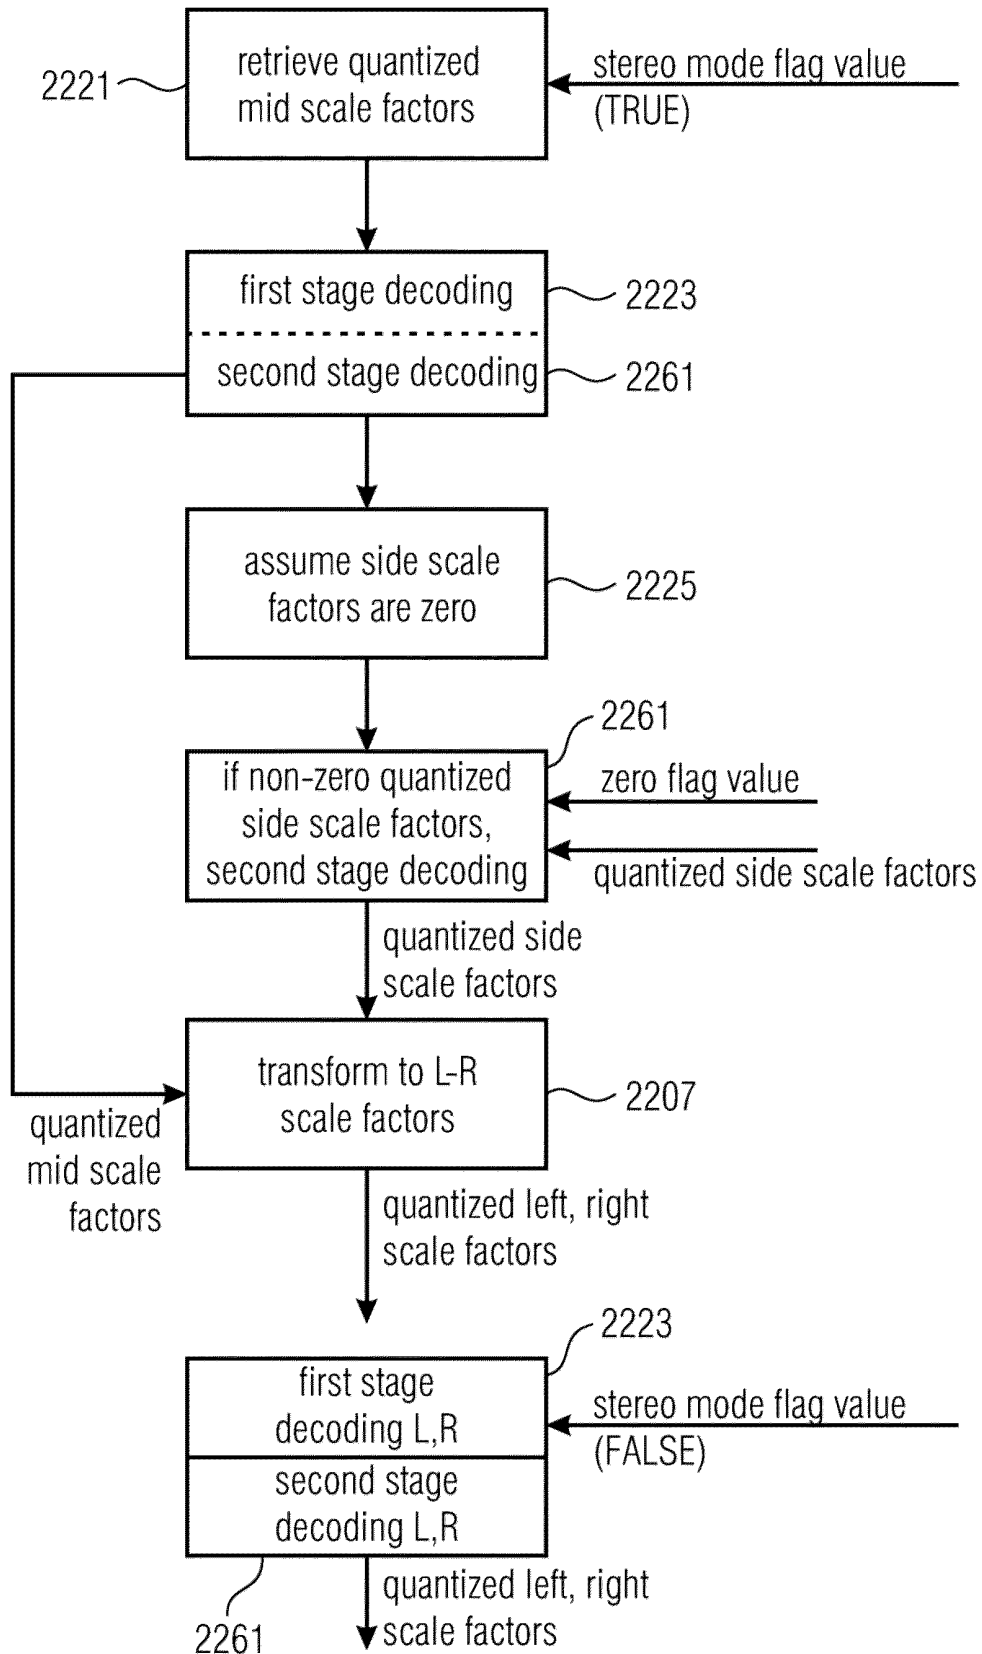 retrieve quantized
mid scale factors
2221
stereo mode flag value
(TRUE)
first stage decoding
2223
second stage decoding
2261
assume side scale
factors are zero
2225
2261
if non-zero quantized
side scale factors,
second stage decoding
zero flag value
quantized side scale factors
quantized side
scale factors
transform to L-R
scale factors
2207
quantized
mid scale
factors
quantized left, right
scale factors
2223
first stage
decoding L,R
stereo mode flag value
(FALSE)
second stage
decoding L,R
2261
quantized left, right
scale factors